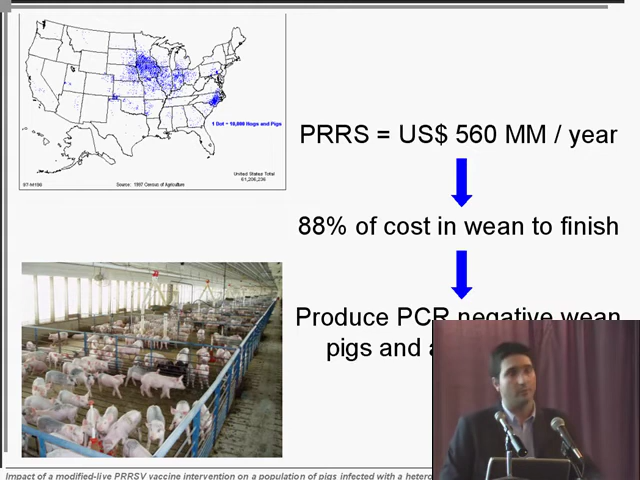 1 Dot = 10,000 Hogs and Pigs
United States Total
61,206,236
97-M196
Source: 1997 Census of Agriculture
PRRS = US$ 560 MM / year
88% of cost in wean to finish
Produce PCR negative wean
pigs and
Impact of a modified-live PRRSV vaccine intervention on a population of pigs infected with a